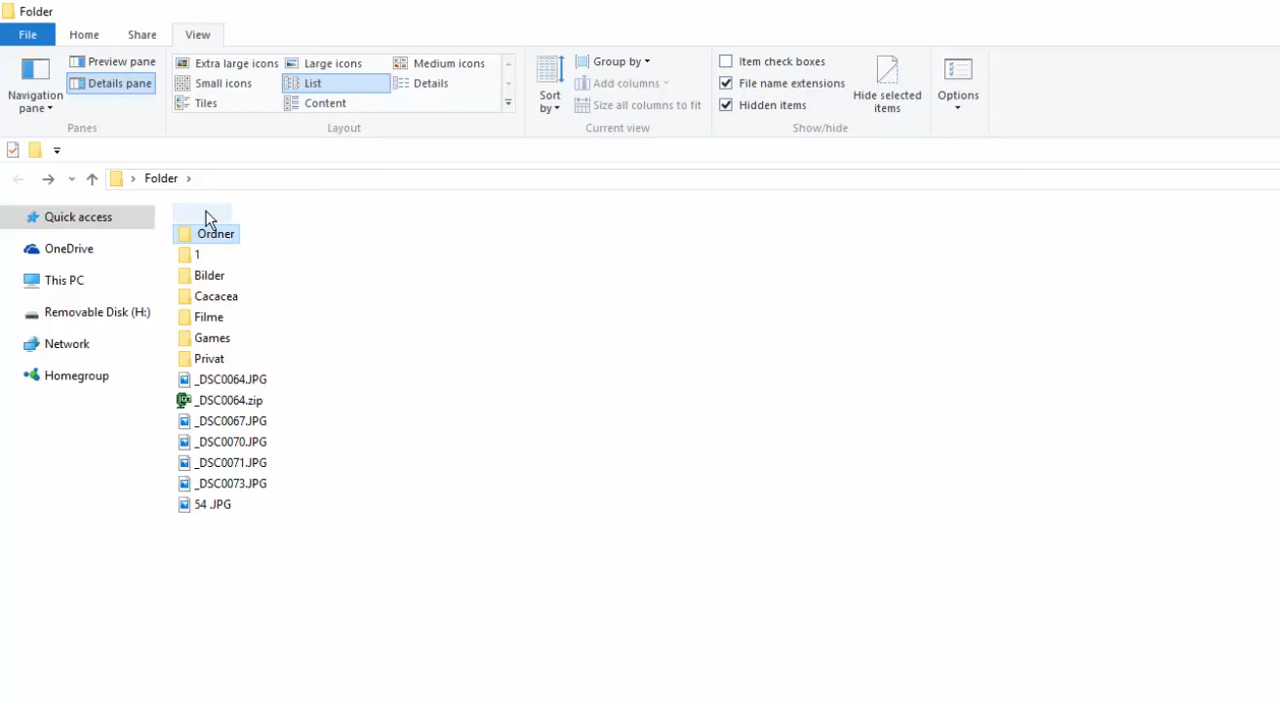 Folder
File Home Share View
Preview pane Extra large icons Large icons Medium icons Group by Item check boxes
Details pane Small icons List Details Add columns File name extensions
Navigation pane Tiles Content Sort by Size all columns to fit Hidden items Hide selected items Options
Panes Layout Current view Show/hide
Folder
Quick access
OneDrive
This PC
Removable Disk (H:)
Network
Homegroup
Ordner
1
Bilder
Cacacea
Filme
Games
Privat
_DSC0064.JPG
_DSC0064.zip
_DSC0067.JPG
_DSC0070.JPG
_DSC0071.JPG
_DSC0073.JPG
54 .JPG